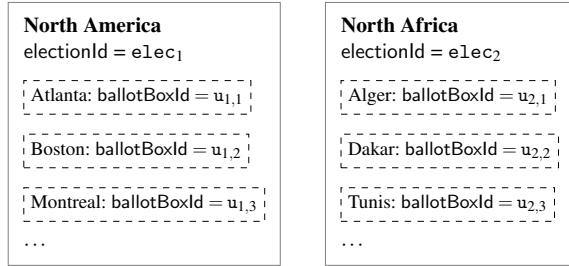 North America
electionId = elec₁
Atlanta: ballotBoxId = u₁,₁
Boston: ballotBoxId = u₁,₂
Montreal: ballotBoxId = u₁,₃
...
North Africa
electionId = elec₂
Alger: ballotBoxId = u₂,₁
Dakar: ballotBoxId = u₂,₂
Tunis: ballotBoxId = u₂,₃
...